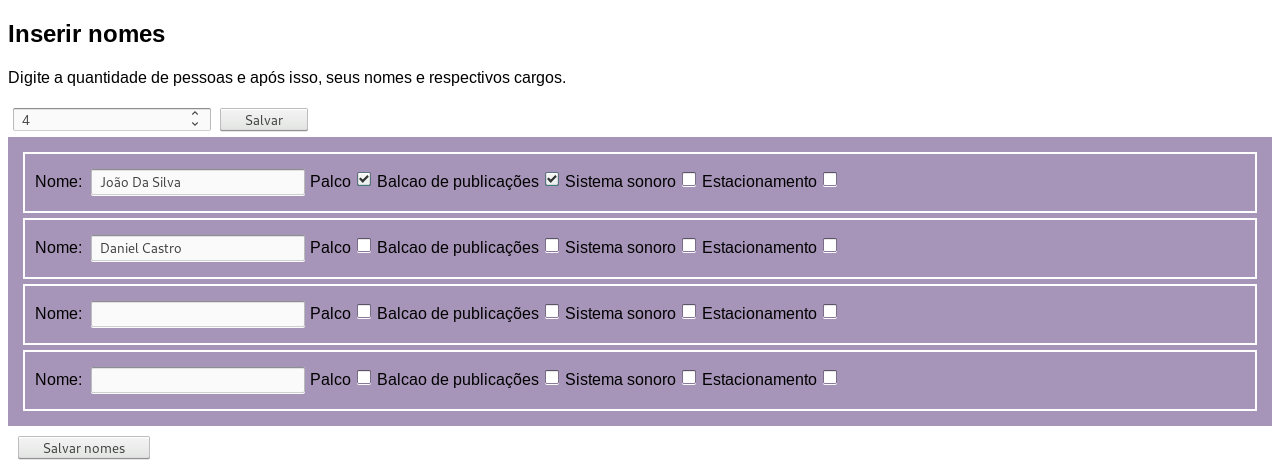 Inserir nomes
Digite a quantidade de pessoas e após isso, seus nomes e respectivos cargos.
4 Salvar
Nome: João Da Silva Palco Balcao de publicações Sistema sonoro Estacionamento
Nome: Daniel Castro Palco Balcao de publicações Sistema sonoro Estacionamento
Nome: Palco Balcao de publicações Sistema sonoro Estacionamento
Nome: Palco Balcao de publicações Sistema sonoro Estacionamento
Salvar nomes